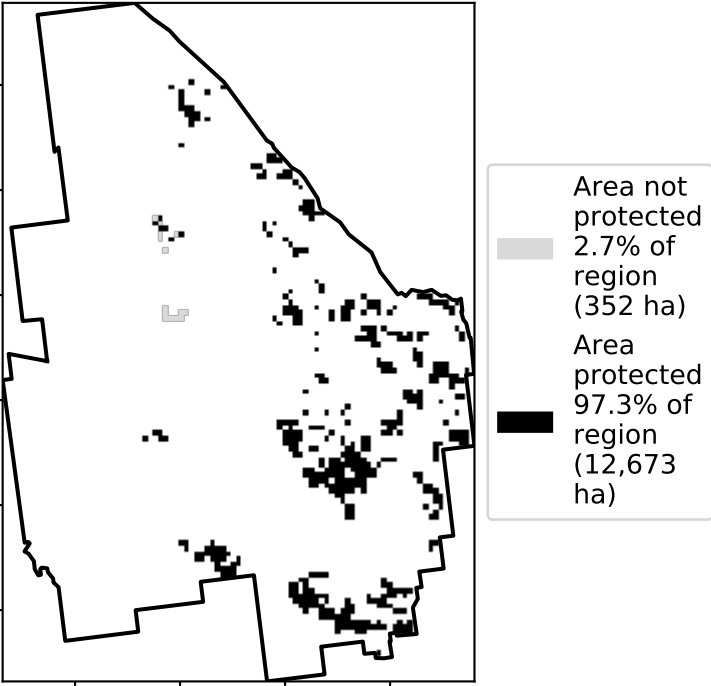 Area not
protected
2.7% of
region
(352 ha)
Area
protected
97.3% of
region
(12,673
ha)